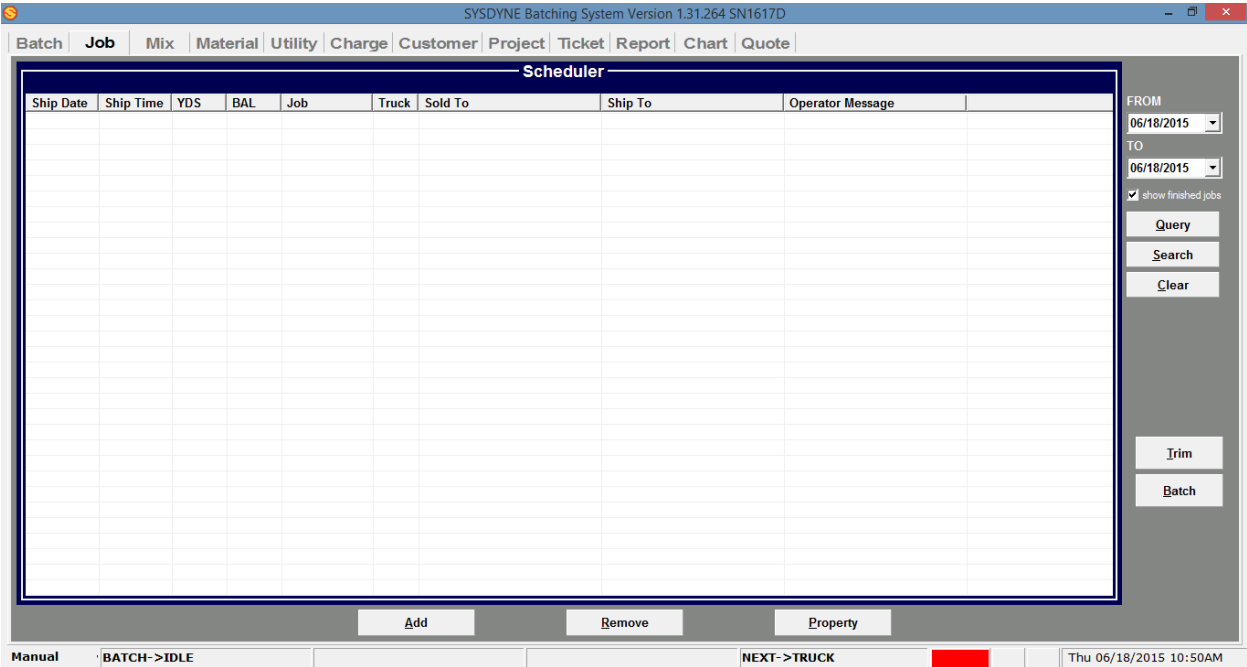 SYSDYNE Batching System Version 1.31.264 SN1617D
Batch Job Mix Material Utility Charge Customer Project Ticket Report Chart Quote
Scheduler
Ship Date Ship Time YDS BAL Job Truck Sold To Ship To Operator Message
FROM
06/18/2015
TO
06/18/2015
show finished jobs
Query
Search
Clear
Trim
Batch
Add Remove Property
Manual BATCH->IDLE NEXT->TRUCK Thu 06/18/2015 10:50AM